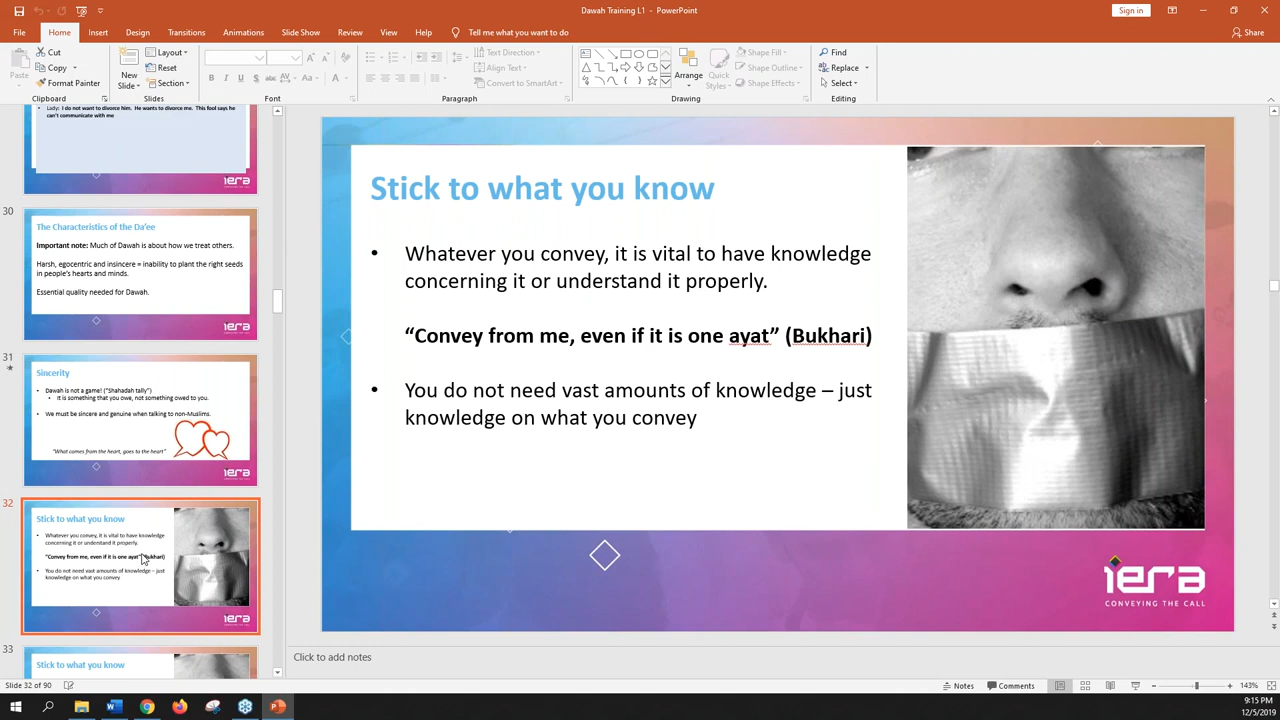 Dawah Training L1 - PowerPoint
Sign in
File Home Insert Design Transitions Animations Slide Show Review View Help Tell me what you want to do
Share
Paste
Cut
Copy
Format Painter
Clipboard
New Slide
Layout
Reset
Section
Slides
Font
Text Direction
Align Text
Convert to SmartArt
Paragraph
Arrange
Quick Styles
Shape Fill
Shape Outline
Shape Effects
Drawing
Find
Replace
Select
Editing
Lady: I do not want to divorce him. He wants to divorce me. This fool says he
can't communicate with me
iera
30
The Characteristics of the Da'ee
Important note: Much of Dawah is about how we treat others.
Harsh, egocentric and insincere = inability to plant the right seeds
in people's hearts and minds.
Essential quality needed for Dawah.
iera
31
Sincerity
• Dawah is not a game! ("Shahadah tally")
• It is something that you owe, not something owed to you.
• We must be sincere and genuine when talking to non-Muslims.
"What comes from the heart, goes to the heart"
iera
32
Stick to what you know
• Whatever you convey, it is vital to have knowledge
concerning it or understand it properly.
"Convey from me, even if it is one ayat" (Bukhari)
• You do not need vast amounts of knowledge – just
knowledge on what you convey
iera
33
Stick to what you know
Stick to what you know
• Whatever you convey, it is vital to have knowledge
concerning it or understand it properly.
“Convey from me, even if it is one ayat” (Bukhari)
• You do not need vast amounts of knowledge – just
knowledge on what you convey
iera
CONVEYING THE CALL
Click to add notes
Slide 32 of 90
Notes
Comments
143%
9:15 PM
12/5/2019